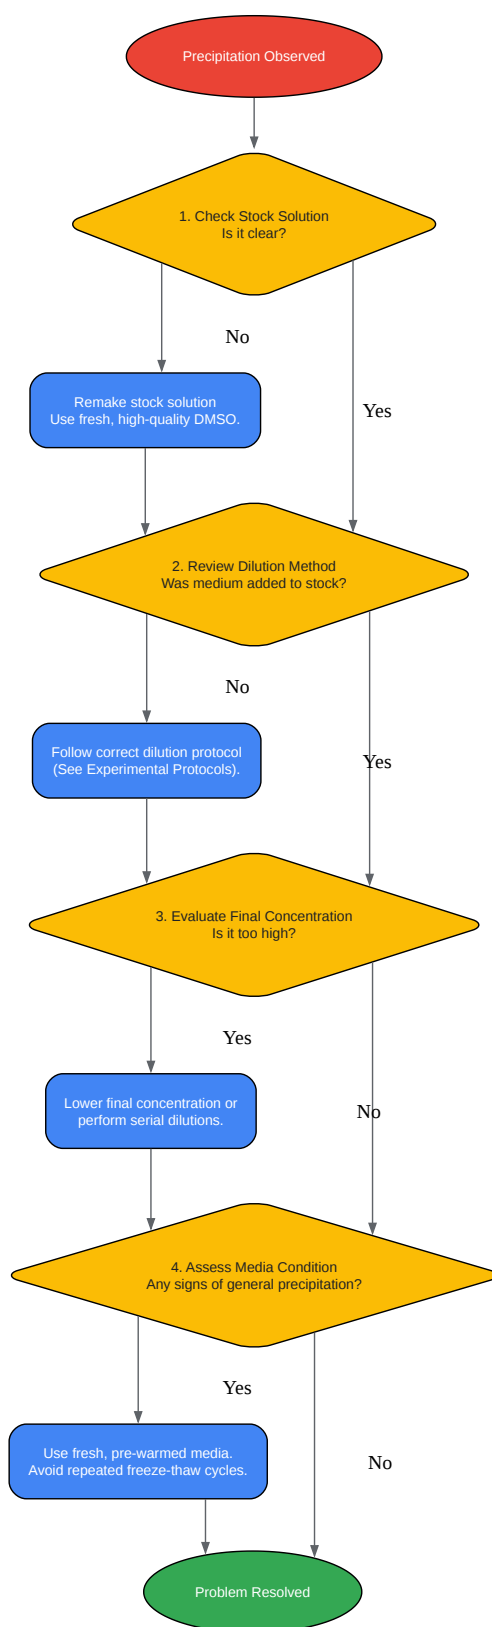 Precipitation Observed
1. Check Stock Solution
Is it clear?
No
Remake stock solution
Use fresh, high-quality DMSO.
Yes
2. Review Dilution Method
Was medium added to stock?
No
Follow correct dilution protocol
(See Experimental Protocols).
Yes
3. Evaluate Final Concentration
Is it too high?
Yes
Lower final concentration or
perform serial dilutions.
No
4. Assess Media Condition
Any signs of general precipitation?
Yes
Use fresh, pre-warmed media.
Avoid repeated freeze-thaw cycles.
No
Problem Resolved